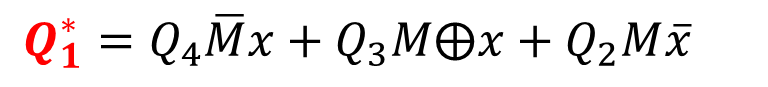 Q₁* = Q₄M̅x + Q₃M⊕x + Q₂Mx̄